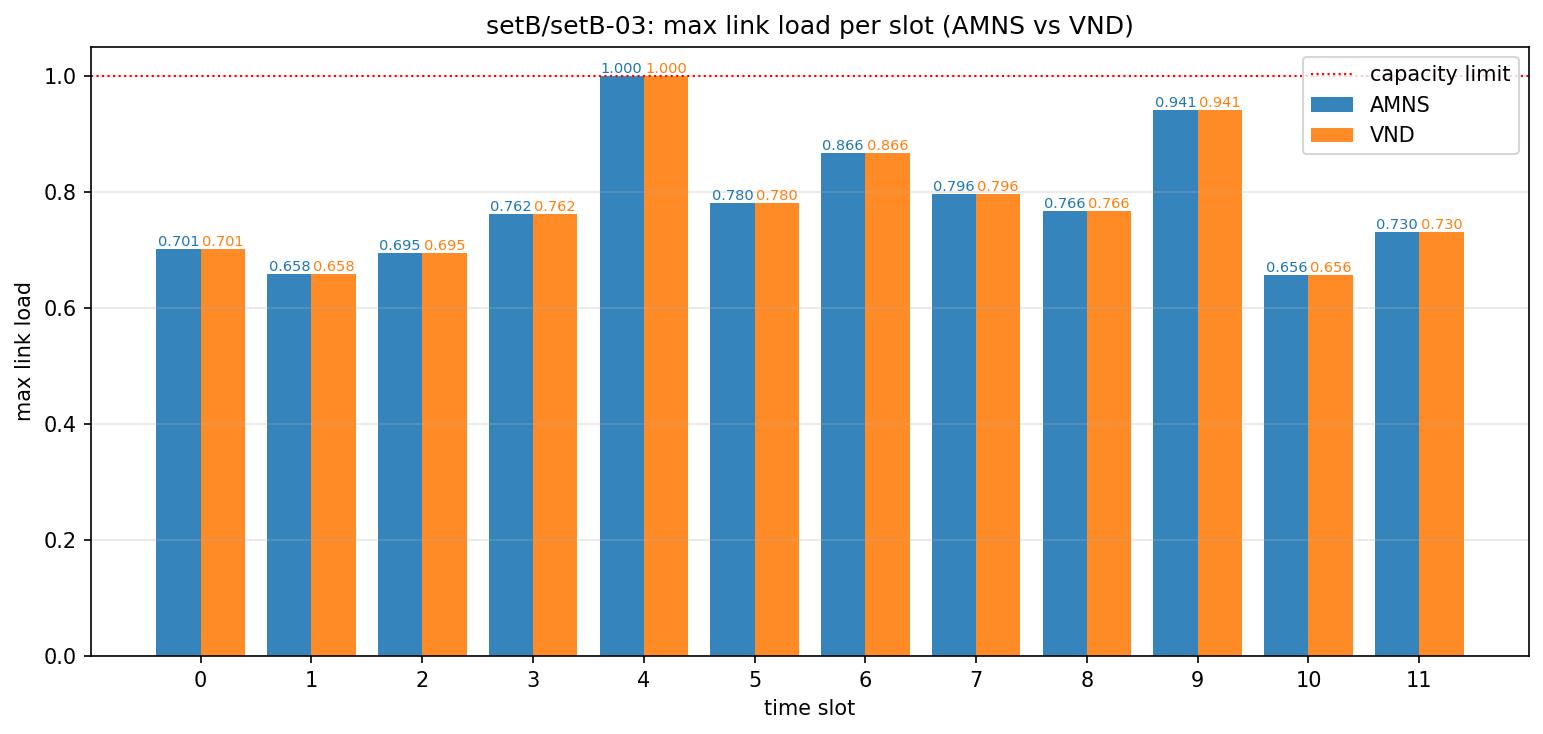 setB/setB-03: max link load per slot (AMNS vs VND)
capacity limit
AMNS
VND
max link load
1.0
0.8
0.6
0.4
0.2
0.0
0.701 0.701
0.658 0.658
0.695 0.695
0.762 0.762
1.000 1.000
0.780 0.780
0.866 0.866
0.796 0.796
0.766 0.766
0.941 0.941
0.656 0.656
0.730 0.730
0 1 2 3 4 5 6 7 8 9 10 11
time slot